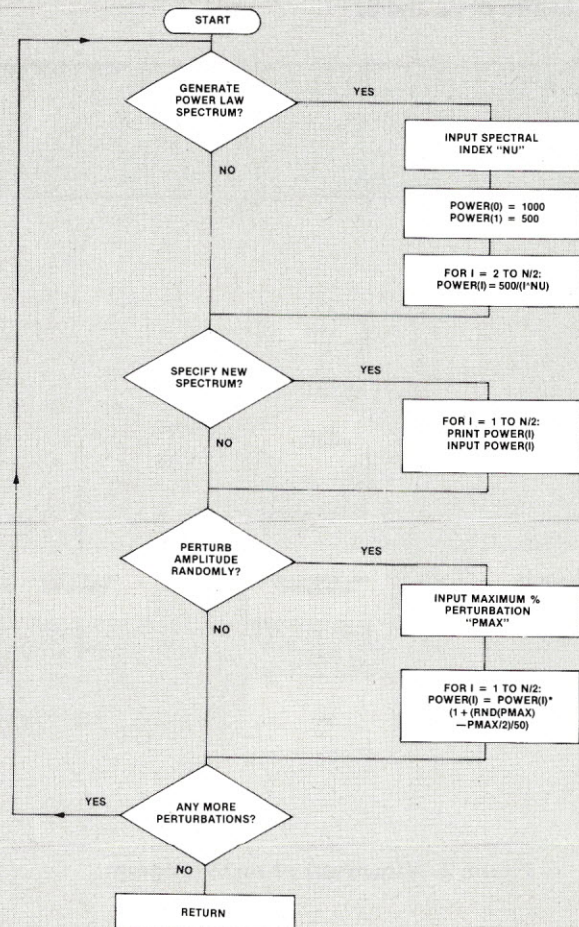 START
GENERATE
POWER LAW
SPECTRUM?
YES
INPUT SPECTRAL
INDEX "NU"
NO
POWER(0) = 1000
POWER(1) = 500
FOR I = 2 TO N/2:
POWER(I) = 500/(I^NU)
SPECIFY NEW
SPECTRUM?
YES
FOR I = 1 TO N/2:
PRINT POWER(I)
INPUT POWER(I)
NO
PERTURB
AMPLITUDE
RANDOMLY?
YES
INPUT MAXIMUM %
PERTURBATION
"PMAX"
NO
FOR I = 1 TO N/2:
POWER(I) = POWER(I)*
(1 + (RND(PMAX)
—PMAX/2)/50)
YES
ANY MORE
PERTURBATIONS?
NO
RETURN